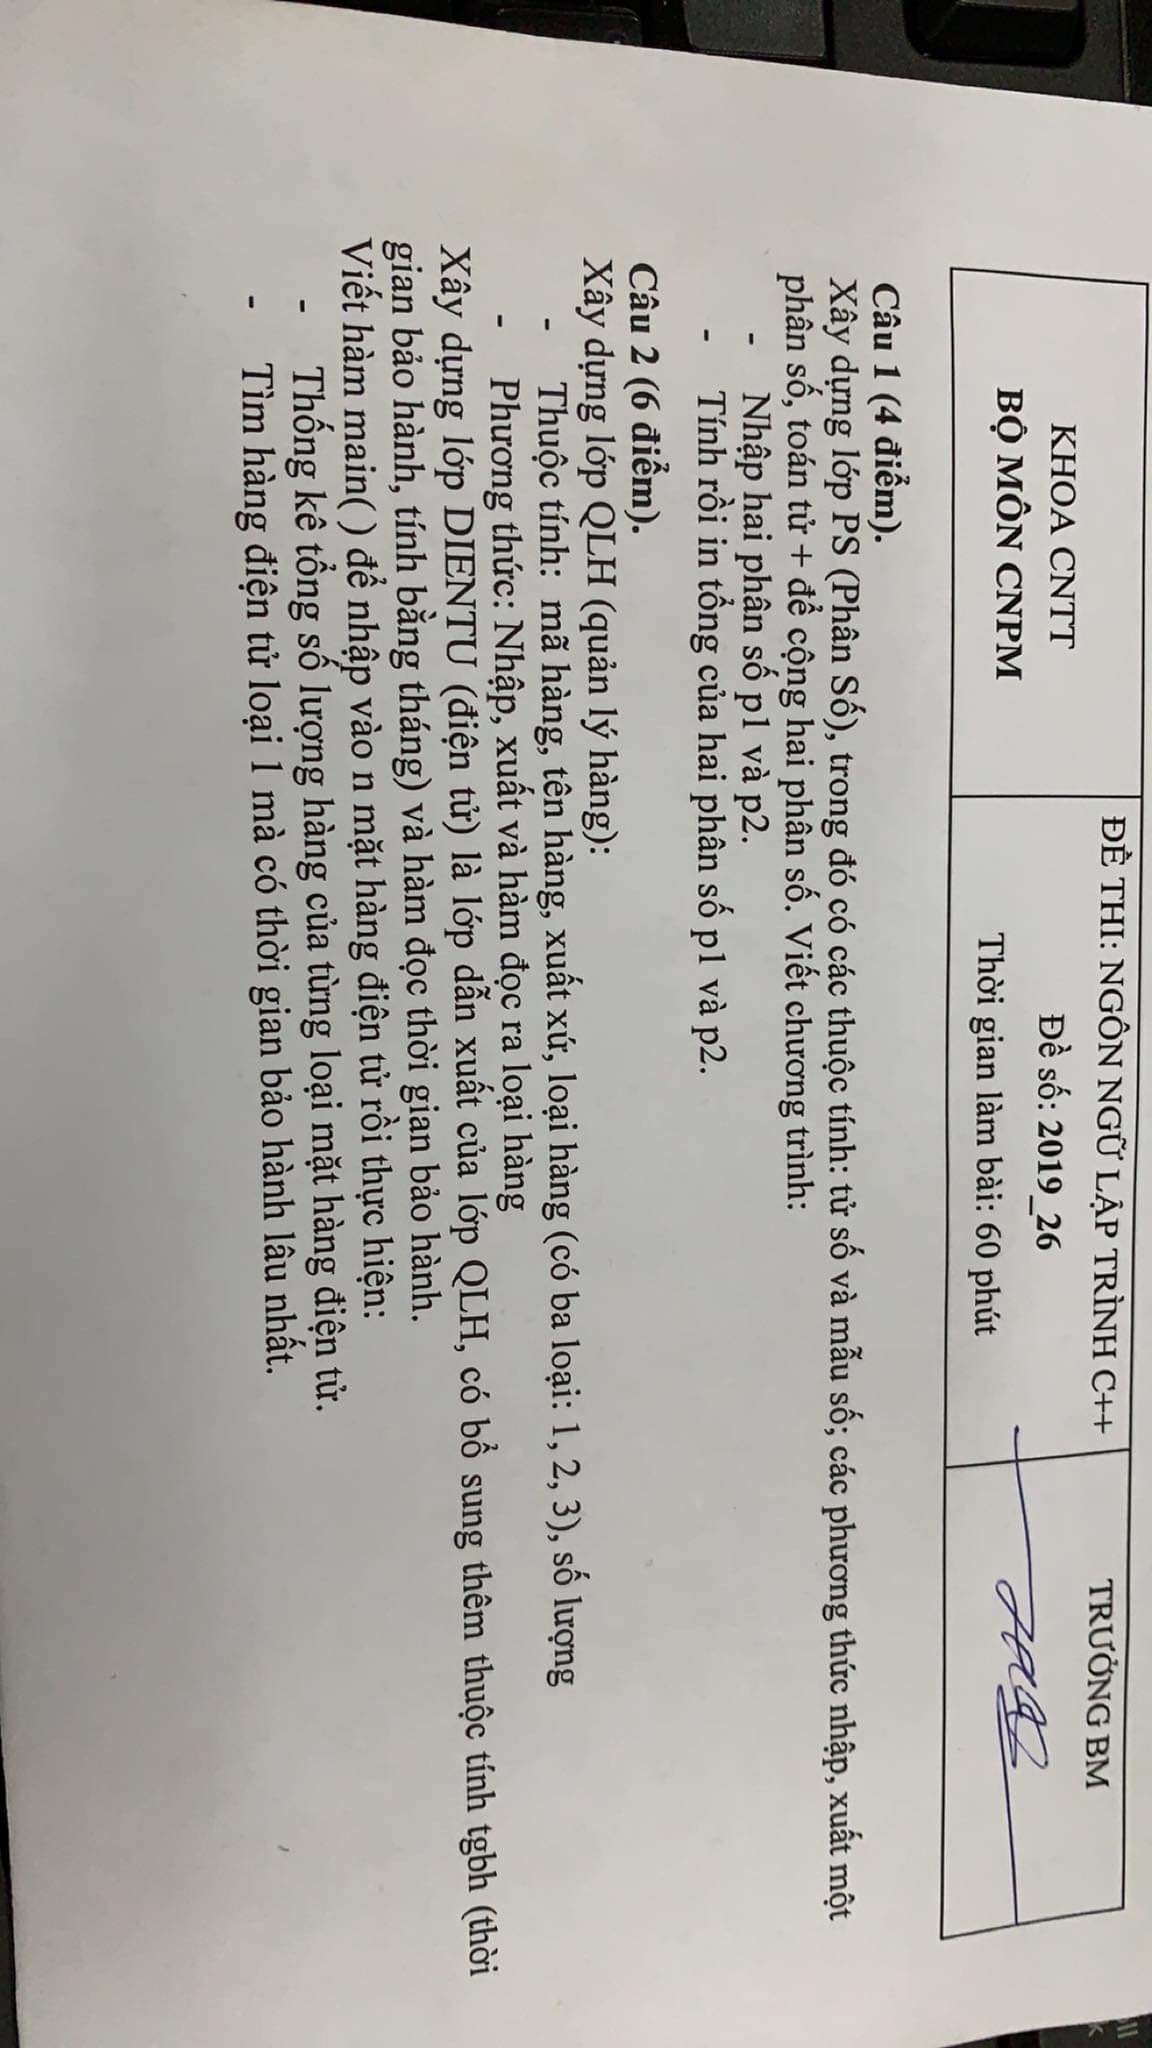 KHOA CNTT
BỘ MÔN CNPM
ĐỀ THI: NGÔN NGỮ LẬP TRÌNH C++
Đề số: 2019_26
Thời gian làm bài: 60 phút
TRƯỞNG BM
Câu 1 (4 điểm).
Xây dựng lớp PS (Phân Số), trong đó có các thuộc tính: tử số và mẫu số; các phương thức nhập, xuất một
phân số, toán tử + để cộng hai phân số. Viết chương trình:
- Nhập hai phân số p1 và p2.
- Tính rồi in tổng của hai phân số p1 và p2.
Câu 2 (6 điểm).
Xây dựng lớp QLH (quản lý hàng):
- Thuộc tính: mã hàng, tên hàng, xuất xứ, loại hàng (có ba loại: 1, 2, 3), số lượng
- Phương thức: Nhập, xuất và hàm đọc ra loại hàng
Xây dựng lớp DIENTU (điện tử) là lớp dẫn xuất của lớp QLH, có bổ sung thêm thuộc tính tgbh (thời
gian bảo hành, tính bằng tháng) và hàm đọc thời gian bảo hành.
Viết hàm main( ) để nhập vào n mặt hàng điện tử rồi thực hiện:
- Thống kê tổng số lượng hàng của từng loại mặt hàng điện tử.
- Tìm hàng điện tử loại 1 mà có thời gian bảo hành lâu nhất.